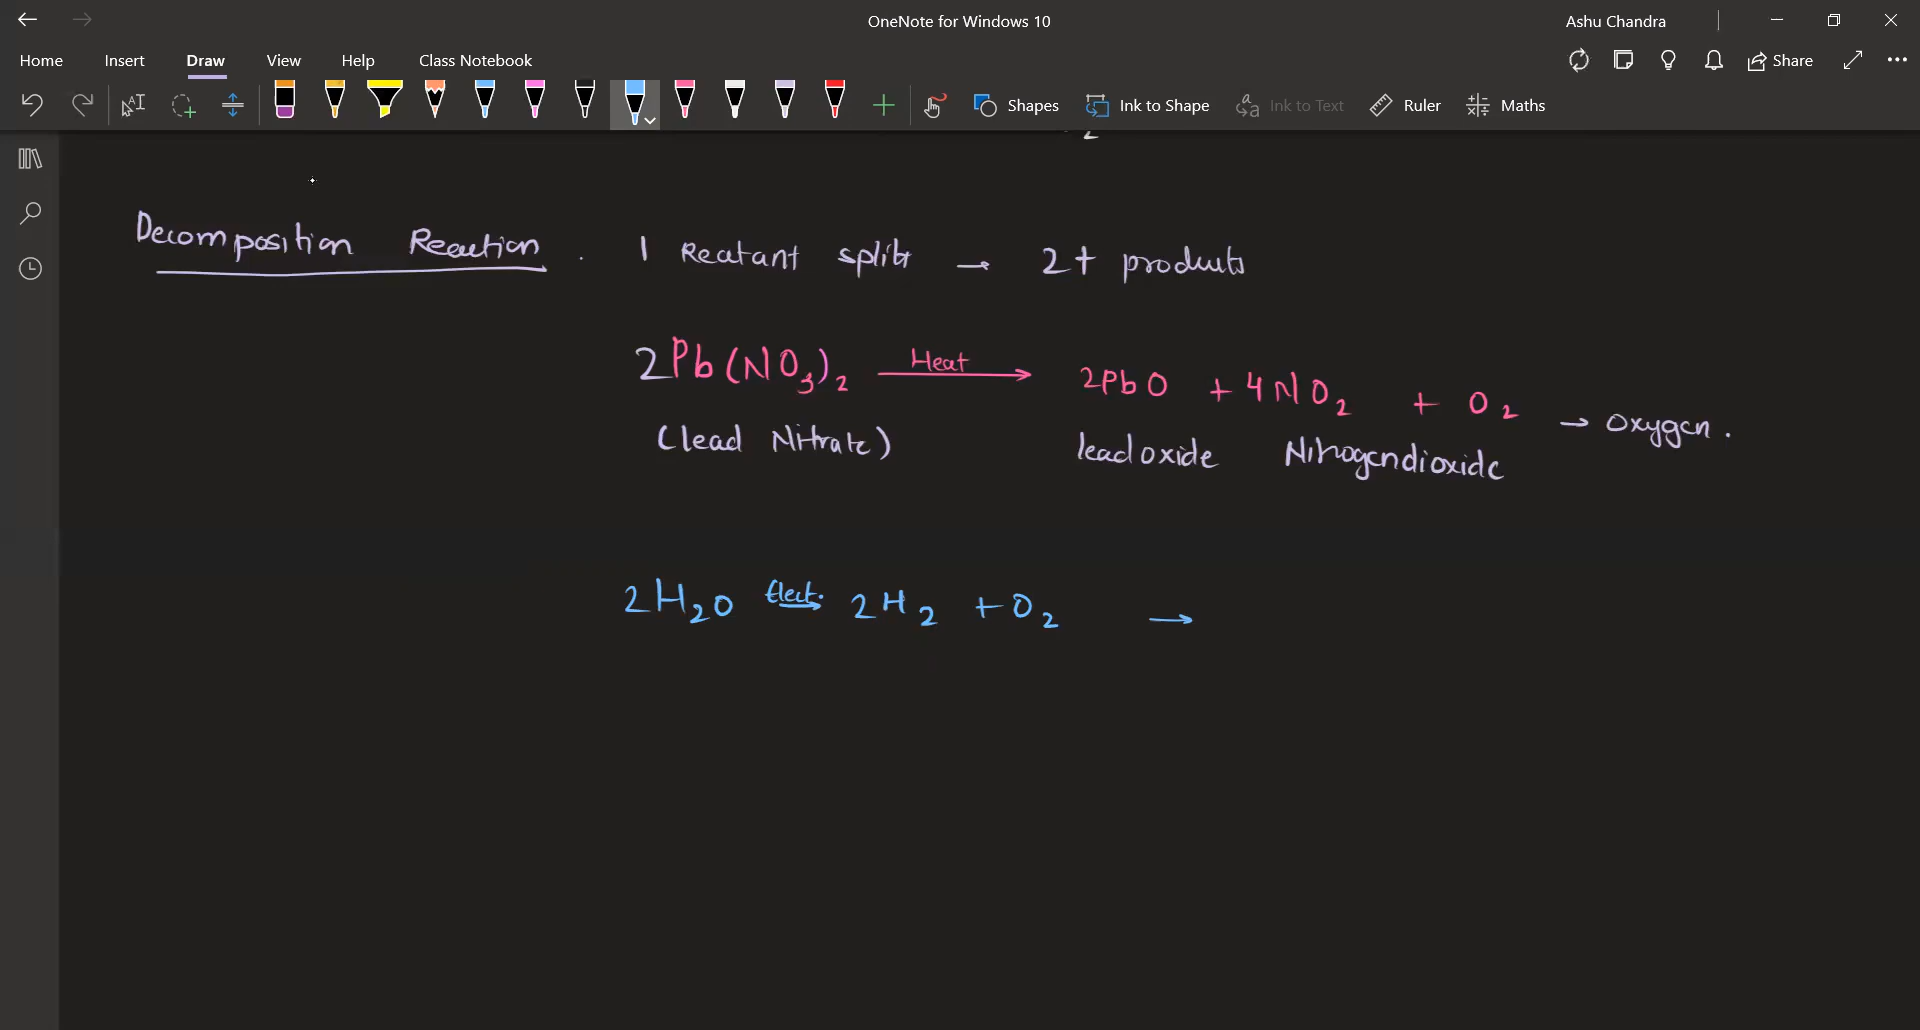 OneNote for Windows 10
Ashu Chandra
Home Insert Draw View Help Class Notebook
Share
Shapes Ink to Shape Ink to Text Ruler Maths
2
Decomposition Reaction . 1 Reatant split → 2+ products
2Pb(NO3)2 Heat → 2PbO + 4NO2 + O2 → Oxygen.
(lead Nitrate) lead oxide Nitrogendioxide
2H2O Elect. → 2H2 + O2 →